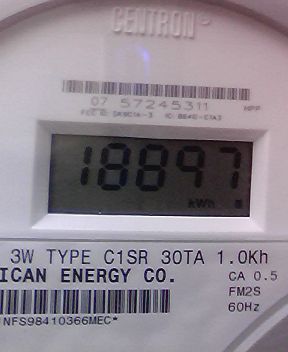 CENTRON®
07 57245311
18897
kWh
3W TYPE C1SR 30TA 1.0Kh
ICAN ENERGY CO.
CA 0.5
FM2S
60Hz
NFS98410366MEC*